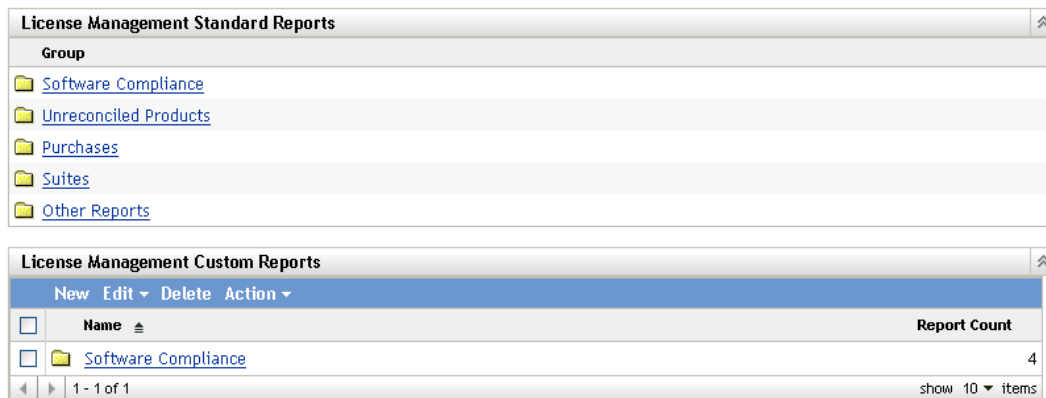 License Management Standard Reports
Group
Software Compliance
Unreconciled Products
Purchases
Suites
Other Reports
License Management Custom Reports
New Edit Delete Action
Name Report Count
Software Compliance 4
1 - 1 of 1 show 10 items